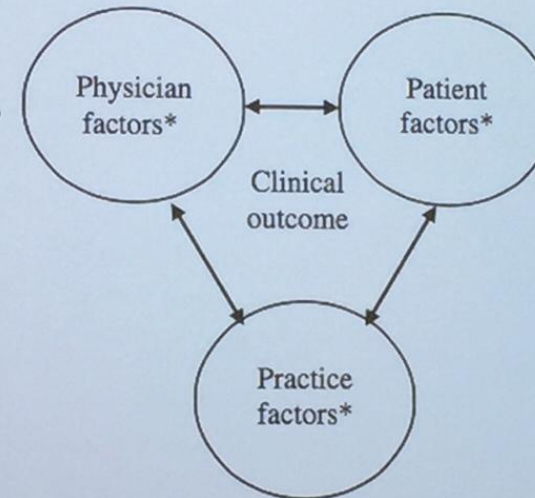 Physician
factors*
Patient
factors*
Clinical
outcome
Practice
factors*